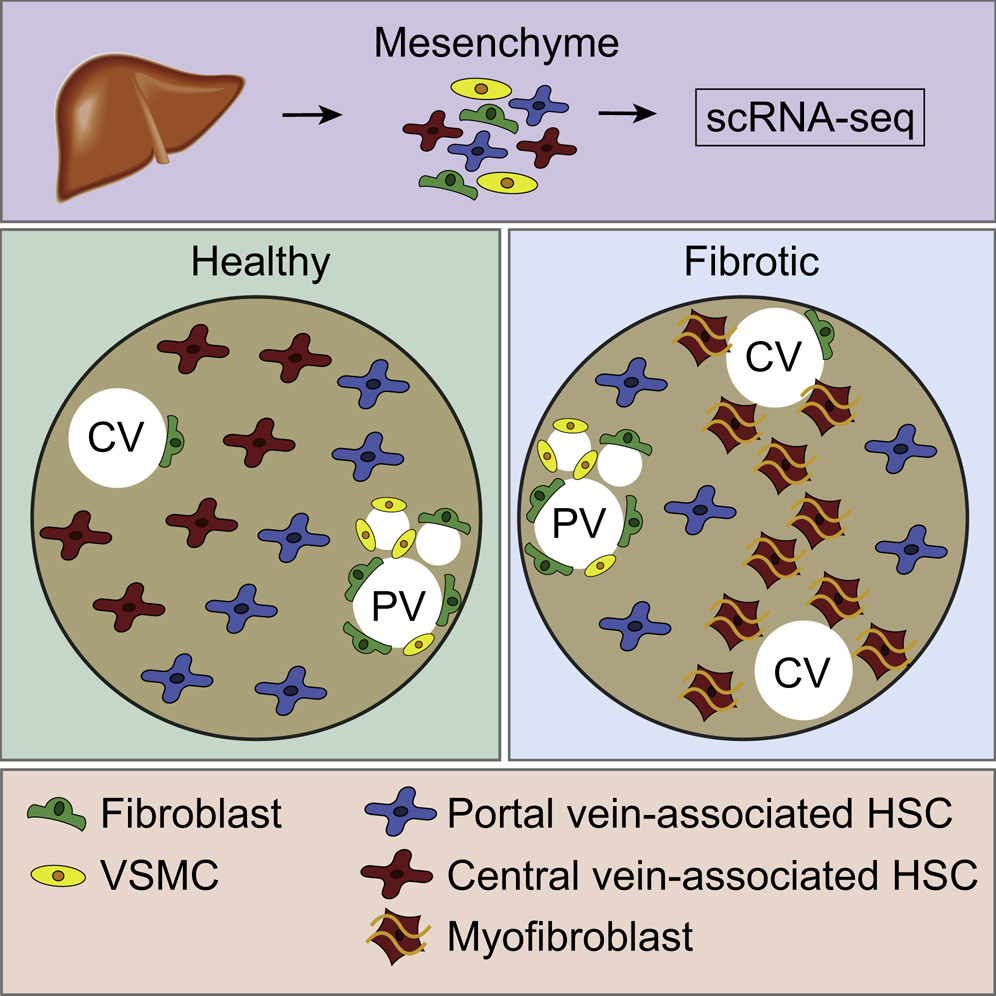 Mesenchyme
scRNA-seq
Healthy
CV
PV
Fibrotic
CV
PV
CV
Fibroblast
VSMC
Portal vein-associated HSC
Central vein-associated HSC
Myofibroblast